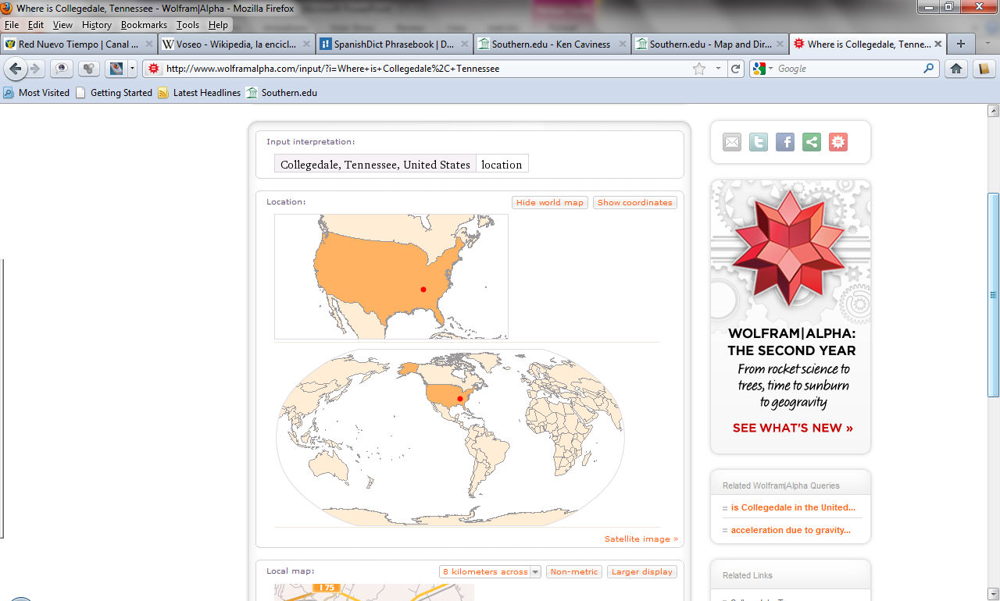 Where is Collegedale, Tennessee - Wolfram|Alpha - Mozilla Firefox
File Edit View History Bookmarks Tools Help
Red Nuevo Tiempo | Canal ... Voseo - Wikipedia, la encicl... SpanishDict Phrasebook | D... Southern.edu - Ken Caviness Southern.edu - Map and Dir... Where is Collegedale, Tenne...
http://www.wolframalpha.com/input/?i=Where+is+Collegedale%2C+Tennessee Google
Most Visited Getting Started Latest Headlines Southern.edu
Input interpretation:
Collegedale, Tennessee, United States location
Location: Hide world map Show coordinates
Satellite image »
Local map: 8 kilometers across Non-metric Larger display
I 75
WOLFRAM|ALPHA:
THE SECOND YEAR
From rocket science to
trees, time to sunburn
to geogravity
SEE WHAT'S NEW »
Related Wolfram|Alpha Queries
is Collegedale in the United...
acceleration due to gravity...
Related Links